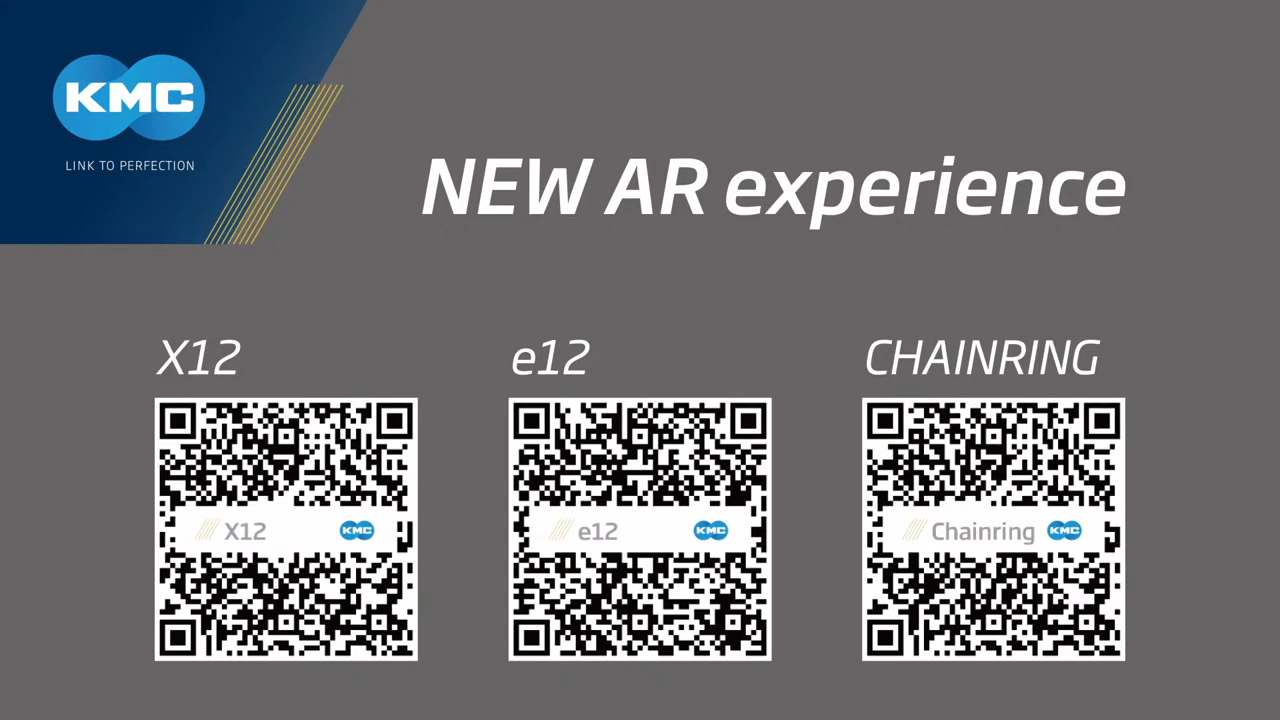 KMC
LINK TO PERFECTION
NEW AR experience
X12
e12
CHAINRING
X12 KMC
e12 KMC
Chainring KMC